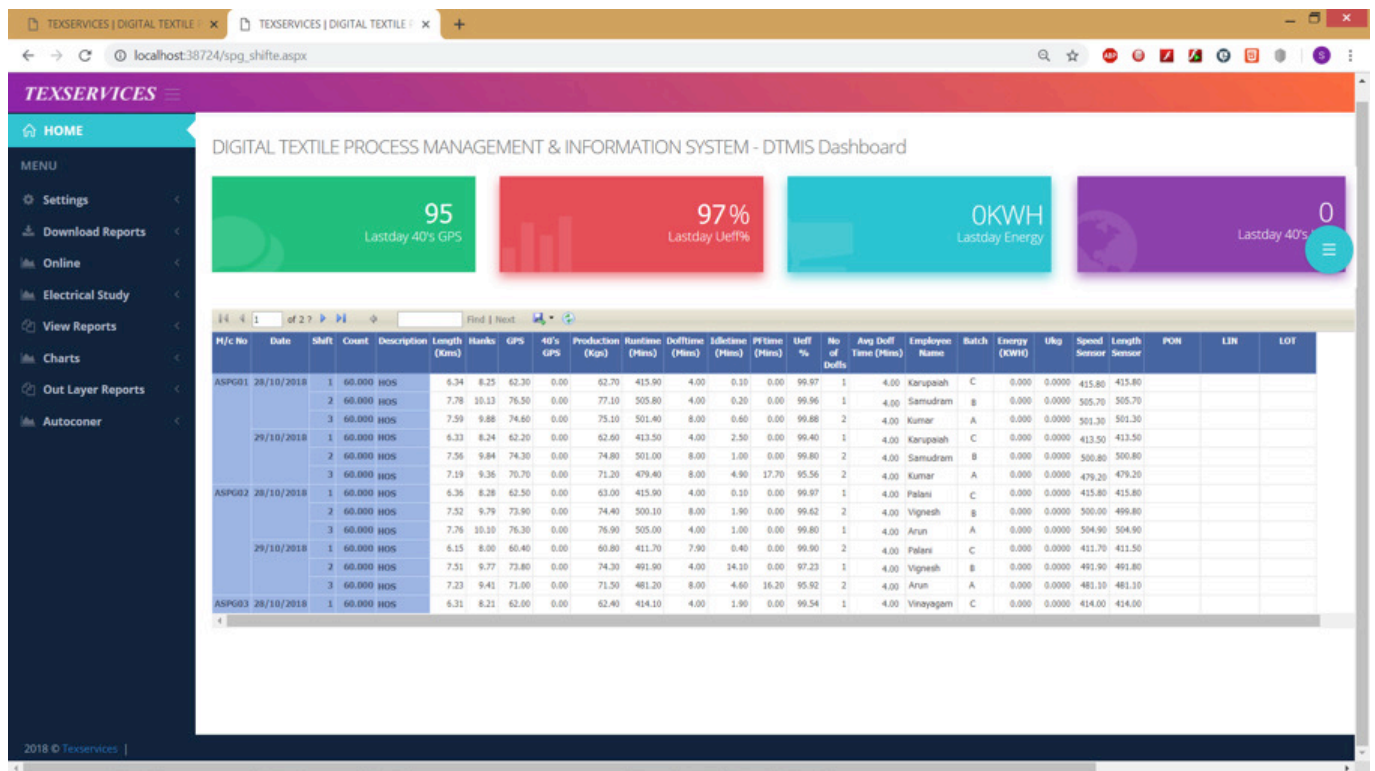 TEXSERVICES | DIGITAL TEXTILE P TEXSERVICES | DIGITAL TEXTILE P
localhost:38724/spg_shifte.aspx
ABP S
TEXSERVICES
HOME
MENU
Settings
Download Reports
Online
Electrical Study
View Reports
Charts
Out Layer Reports
Autoconer
DIGITAL TEXTILE PROCESS MANAGEMENT & INFORMATION SYSTEM - DTMIS Dashboard
95
Lastday 40's GPS
97%
Lastday Ueff%
0KWH
Lastday Energy
0
Lastday 40's
1 of 2 ? Find | Next
M/c No Date Shift Count Description Length (Kms) Hanks GPS 40's GPS Production (Kgs) Runtime (Mins) Dofftime (Mins) Idletime (Mins) PFtime (Mins) Ueff % No of Doffs Avg Doff Time (Mins) Employee Name Batch Energy (KWH) Ukg Speed Sensor Length Sensor PON LIN LOT
ASPG01 28/10/2018 1 60.000 HOS 6.34 8.25 62.30 0.00 62.70 415.90 4.00 0.10 0.00 99.97 1 4.00 Karupaiah C 0.000 0.0000 415.80 415.80
2 60.000 HOS 7.78 10.13 76.50 0.00 77.10 505.80 4.00 0.20 0.00 99.96 1 4.00 Samudram B 0.000 0.0000 505.70 505.70
3 60.000 HOS 7.59 9.88 74.60 0.00 75.10 501.40 8.00 0.60 0.00 99.88 2 4.00 Kumar A 0.000 0.0000 501.30 501.30
29/10/2018 1 60.000 HOS 6.33 8.24 62.20 0.00 62.60 413.50 4.00 2.50 0.00 99.40 1 4.00 Karupaiah C 0.000 0.0000 413.50 413.50
2 60.000 HOS 7.56 9.84 74.30 0.00 74.80 501.00 8.00 1.00 0.00 99.80 2 4.00 Samudram B 0.000 0.0000 500.80 500.80
3 60.000 HOS 7.19 9.36 70.70 0.00 71.20 479.40 8.00 4.90 17.70 95.56 2 4.00 Kumar A 0.000 0.0000 479.20 479.20
ASPG02 28/10/2018 1 60.000 HOS 6.36 8.28 62.50 0.00 63.00 415.90 4.00 0.10 0.00 99.97 1 4.00 Palani C 0.000 0.0000 415.80 415.80
2 60.000 HOS 7.52 9.79 73.90 0.00 74.40 500.10 8.00 1.90 0.00 99.62 2 4.00 Vignesh B 0.000 0.0000 500.00 499.80
3 60.000 HOS 7.76 10.10 76.30 0.00 76.90 505.00 4.00 1.00 0.00 99.80 1 4.00 Arun A 0.000 0.0000 504.90 504.90
29/10/2018 1 60.000 HOS 6.15 8.00 60.40 0.00 60.80 411.70 7.90 0.40 0.00 99.90 2 4.00 Palani C 0.000 0.0000 411.70 411.50
2 60.000 HOS 7.51 9.77 73.80 0.00 74.30 491.90 4.00 14.10 0.00 97.23 1 4.00 Vignesh B 0.000 0.0000 491.90 491.80
3 60.000 HOS 7.23 9.41 71.00 0.00 71.50 481.20 8.00 4.60 16.20 95.92 2 4.00 Arun A 0.000 0.0000 481.10 481.10
ASPG03 28/10/2018 1 60.000 HOS 6.31 8.21 62.00 0.00 62.40 414.10 4.00 1.90 0.00 99.54 1 4.00 Vinayagam C 0.000 0.0000 414.00 414.00
2018 © Texservices |